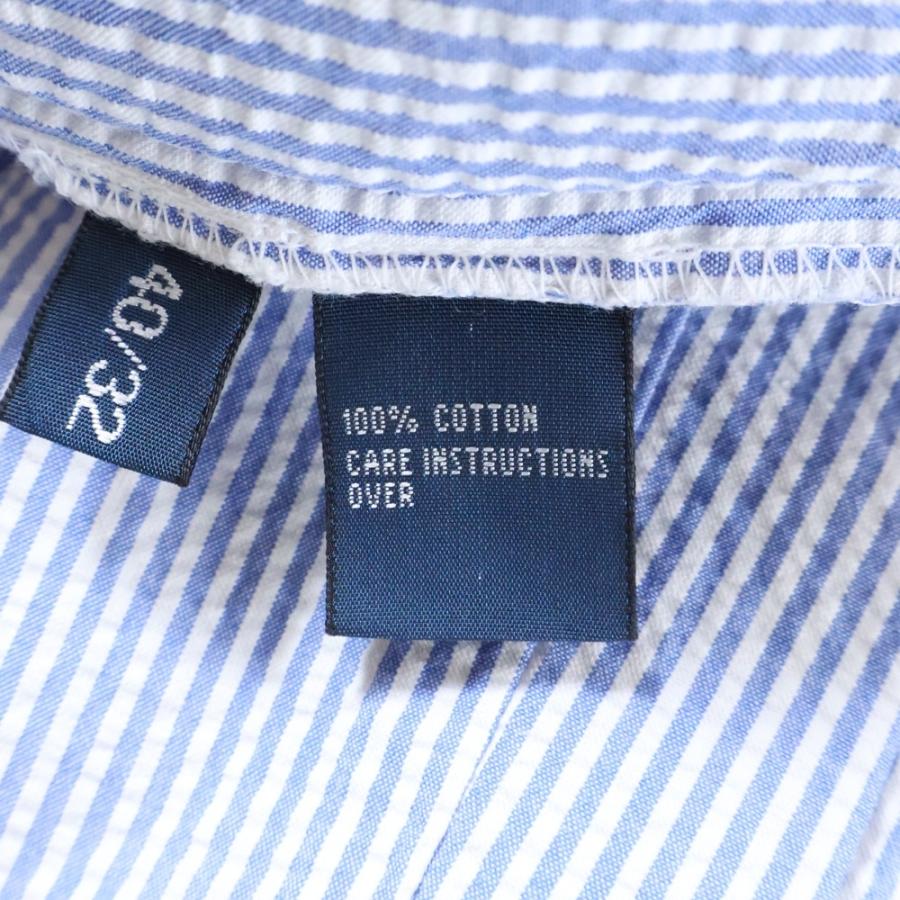 40//32
100% COTTON
CARE INSTRUCTIONS
OVER